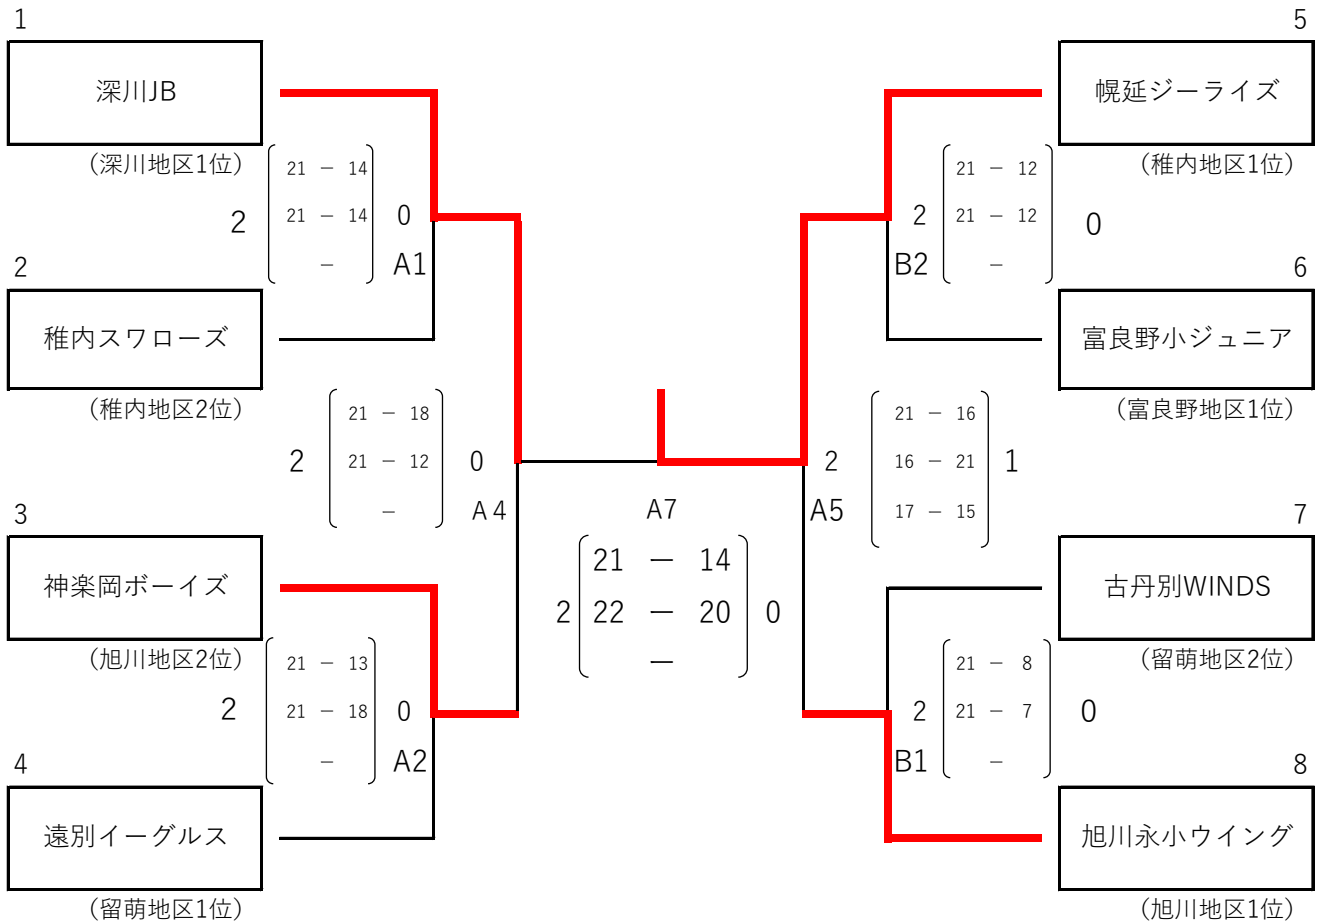 1
深川JB
(深川地区1位)
21 － 14
2 21 － 14 0
－ A1
2
稚内スワローズ
(稚内地区2位)
21 － 18
2 21 － 12 0
－ A４
3
神楽岡ボーイズ
(旭川地区2位)
21 － 13
2 21 － 18 0
－ A2
4
遠別イーグルス
(留萌地区1位)
A7
21 － 14
2 22 － 20 0
－
5
幌延ジーライズ
(稚内地区1位)
21 － 12
2 21 － 12 0
B2 －
6
富良野小ジュニア
(富良野地区1位)
21 － 16
2 16 － 21 1
A5 17 － 15
7
古丹別WINDS
(留萌地区2位)
21 － 8
2 21 － 7 0
B1 －
8
旭川永小ウイング
(旭川地区1位)